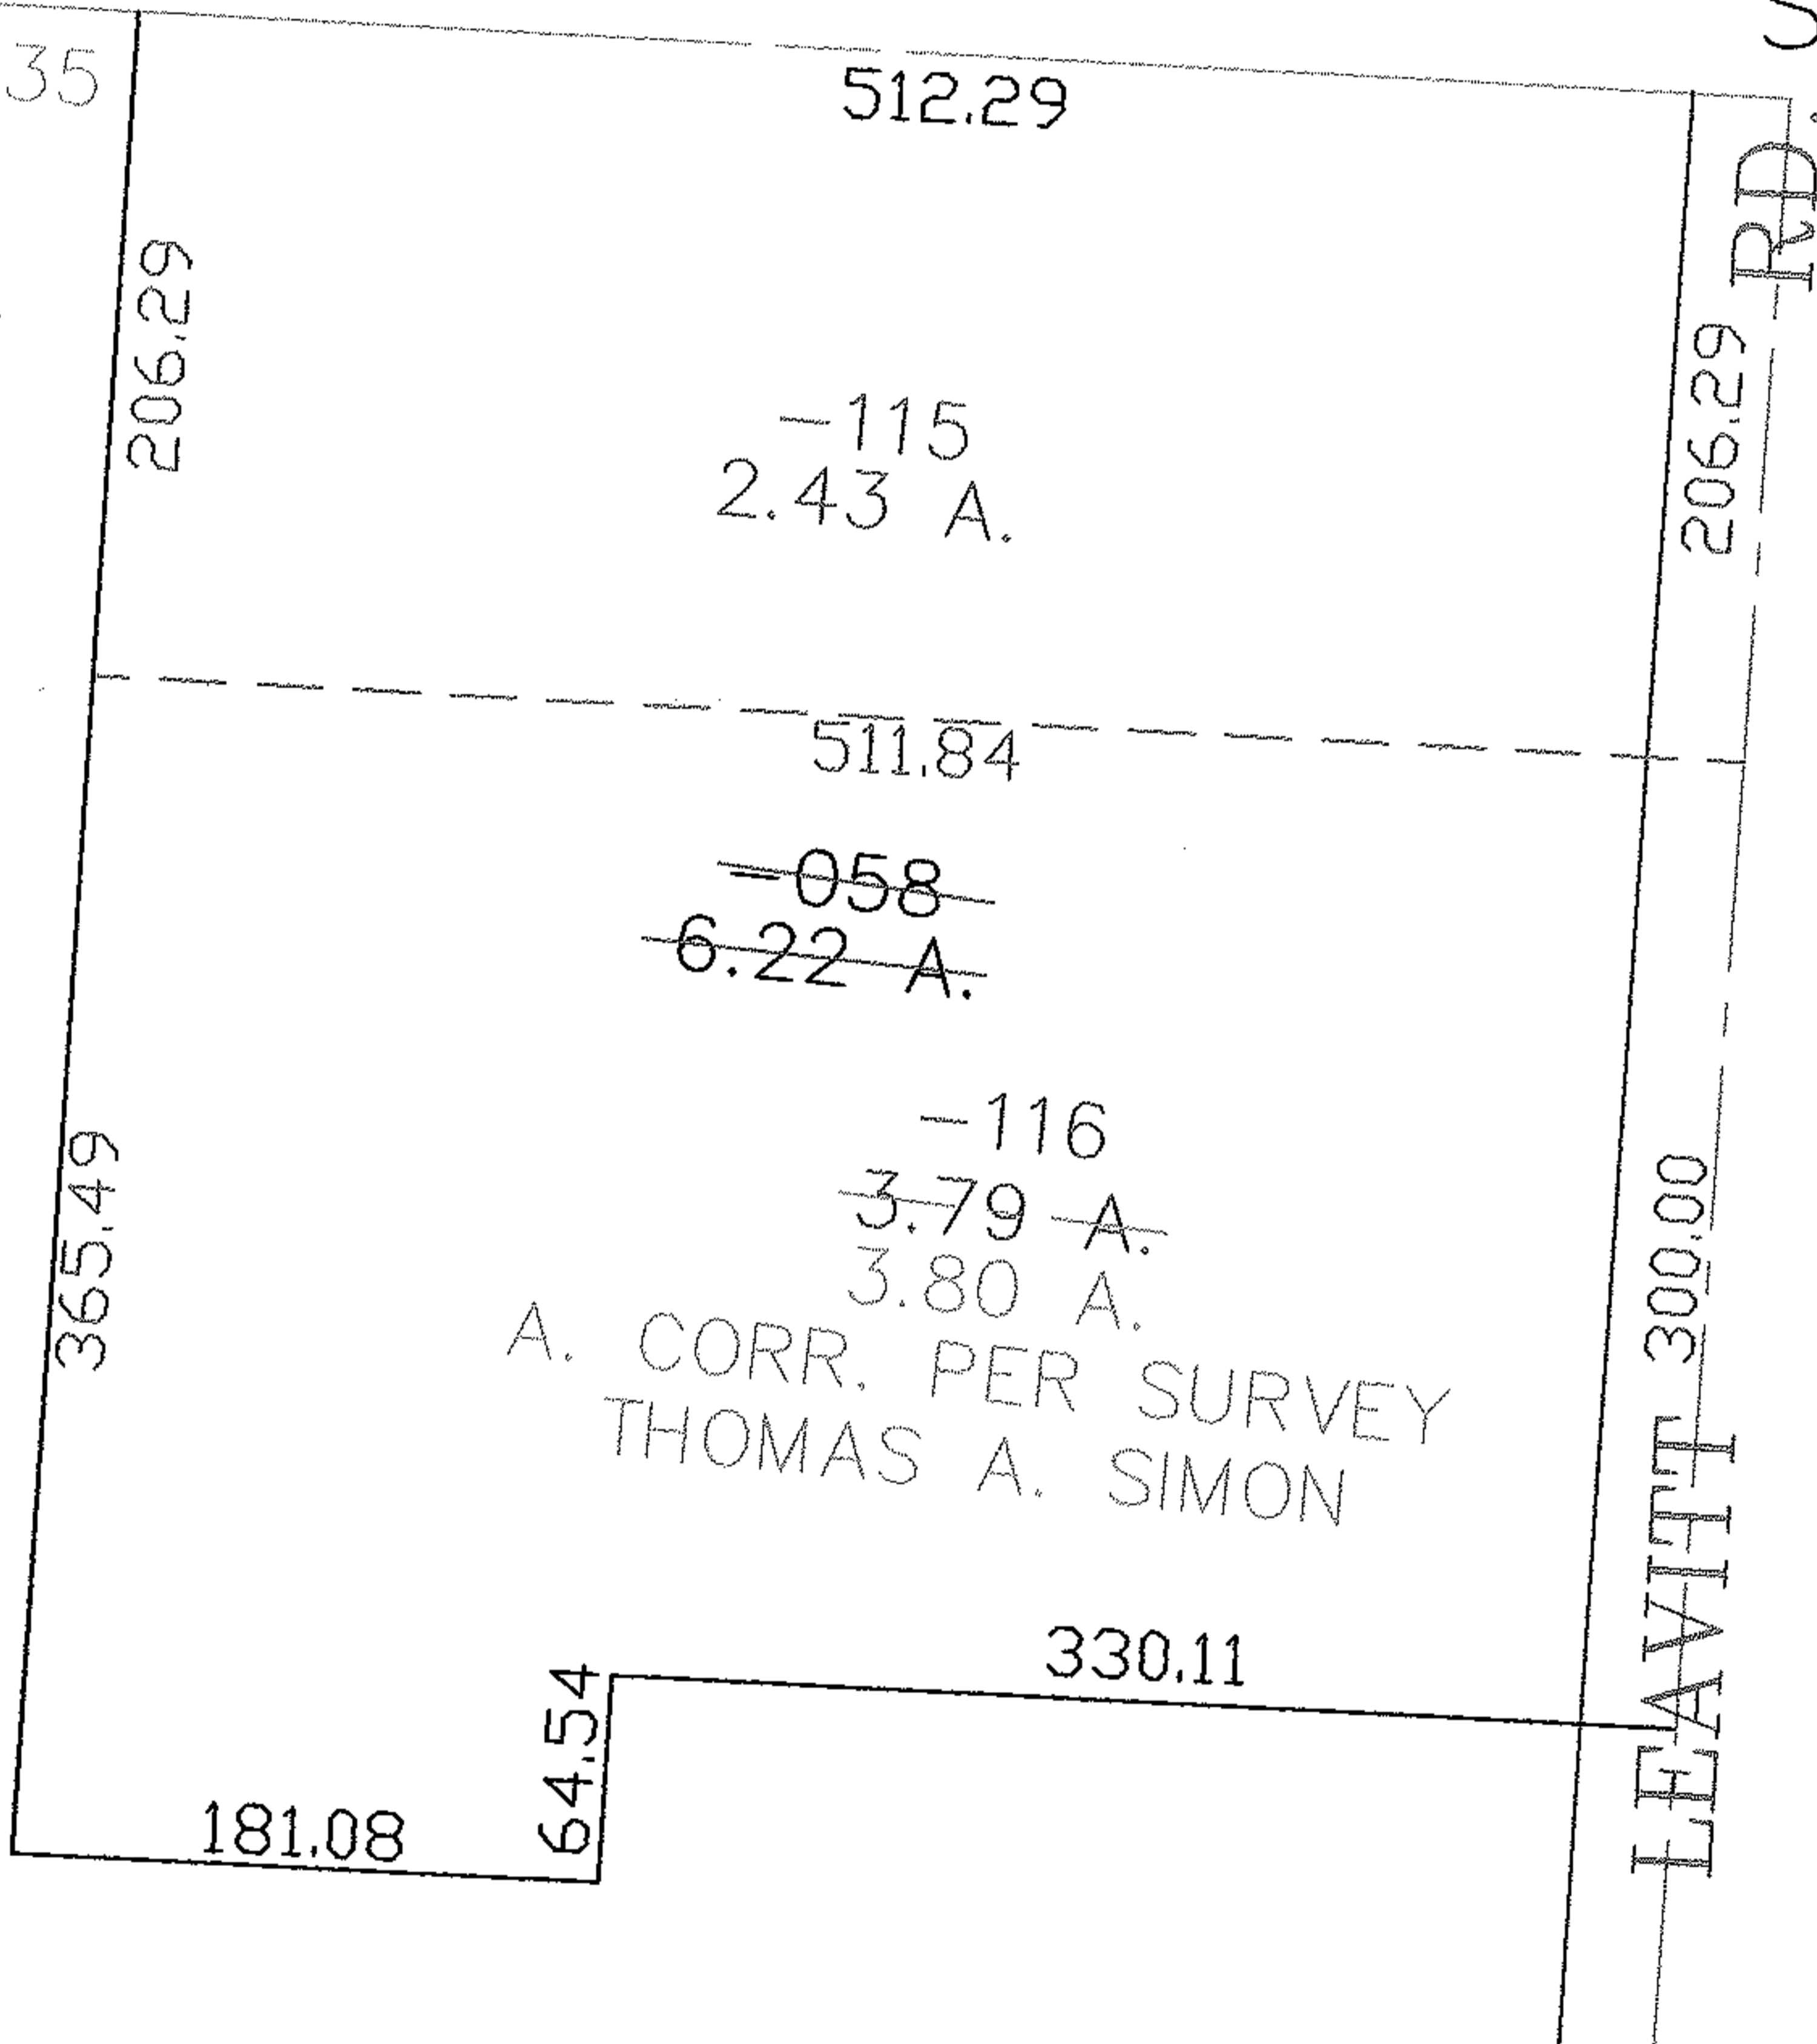 35
512.29
206.29
206.29
RD.
-115
2.43 A.
511.84
-058
6.22 A.
-116
3.79 A.
3.80 A.
A. CORR. PER SURVEY
THOMAS A. SIMON
365.49
300.00
LEAVITT
330.11
64.54
181.08